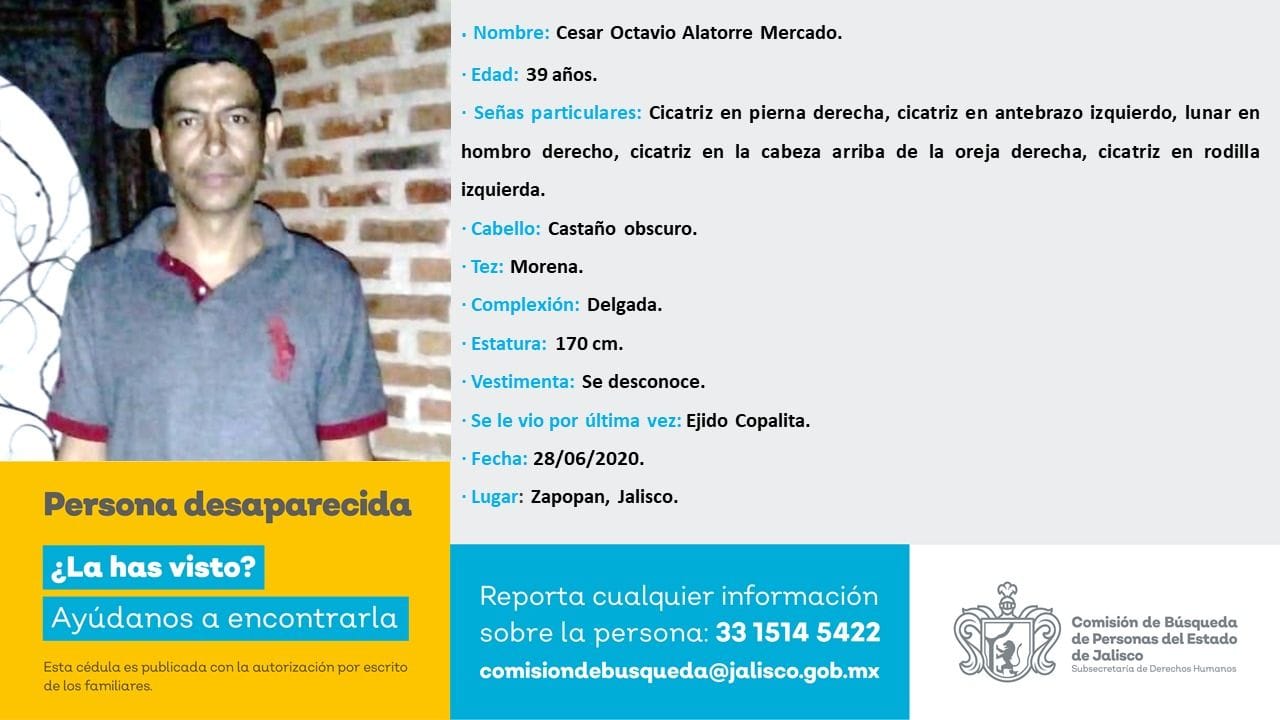 · Nombre: Cesar Octavio Alatorre Mercado.
· Edad: 39 años.
· Señas particulares: Cicatriz en pierna derecha, cicatriz en antebrazo izquierdo, lunar en
hombro derecho, cicatriz en la cabeza arriba de la oreja derecha, cicatriz en rodilla
izquierda.
· Cabello: Castaño obscuro.
· Tez: Morena.
· Complexión: Delgada.
· Estatura: 170 cm.
· Vestimenta: Se desconoce.
· Se le vio por última vez: Ejido Copalita.
· Fecha: 28/06/2020.
· Lugar: Zapopan, Jalisco.
Persona desaparecida
¿La has visto?
Ayúdanos a encontrarla
Esta cédula es publicada con la autorización por escrito
de los familiares.
Reporta cualquier información
sobre la persona: 33 1514 5422
comisiondebusqueda@jalisco.gob.mx
Comisión de Búsqueda
de Personas del Estado
de Jalisco
Subsecretaría de Derechos Humanos